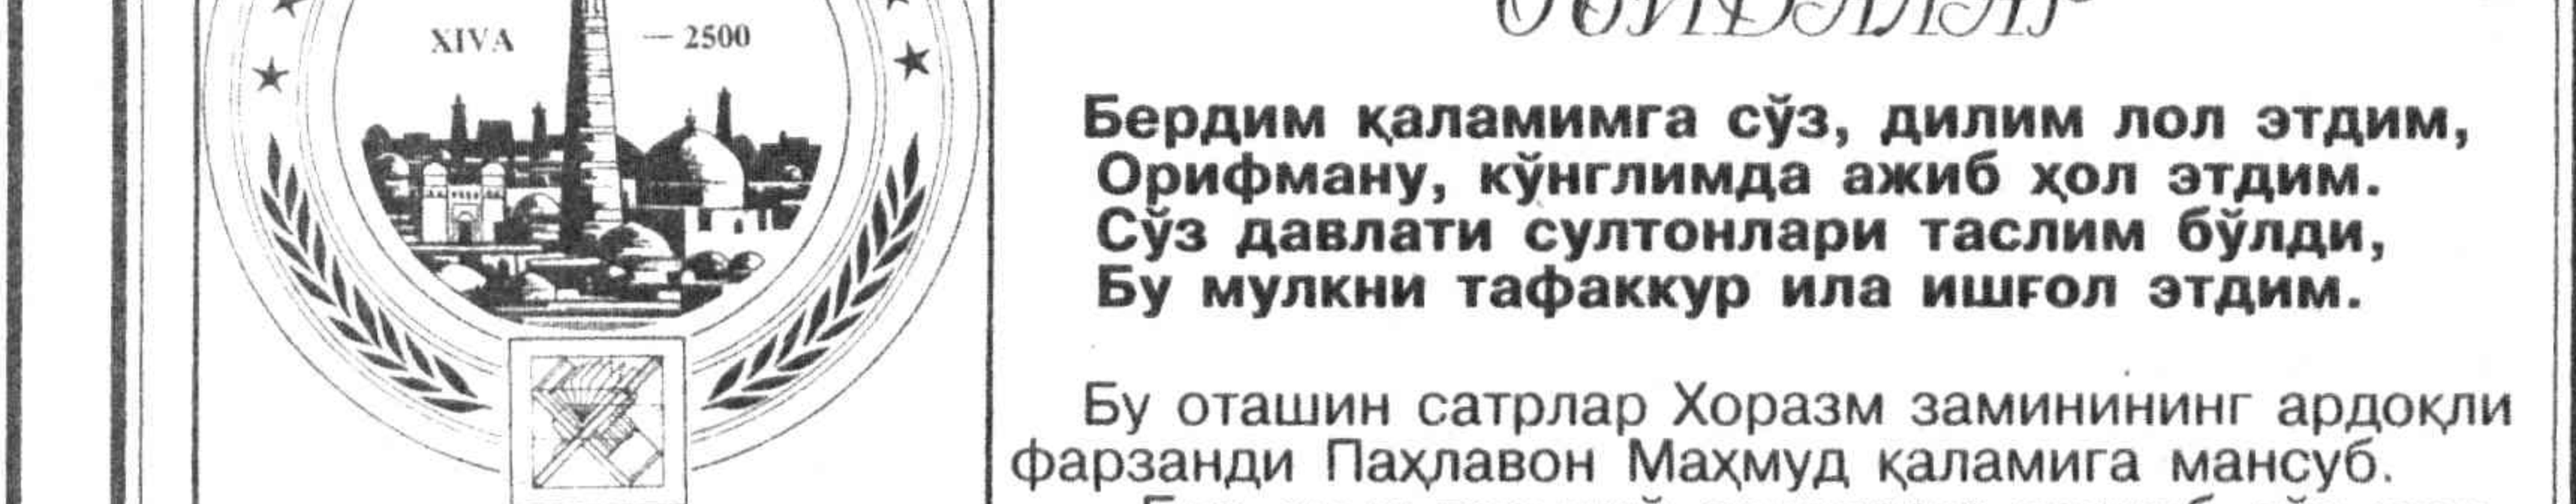 XIVA — 2500
Бердим қаламимга сўз, дилим лол этдим,
Орифману, кўнглимда ажиб ҳол этдим.
Сўз давлати султонлари таслим бўлди,
Бу мулкни тафаккур ила ишғол этдим.
Бу оташин сатрлар Хоразм заминининг ардоқли
фарзанди Паҳлавон Маҳмуд қаламига мансуб.